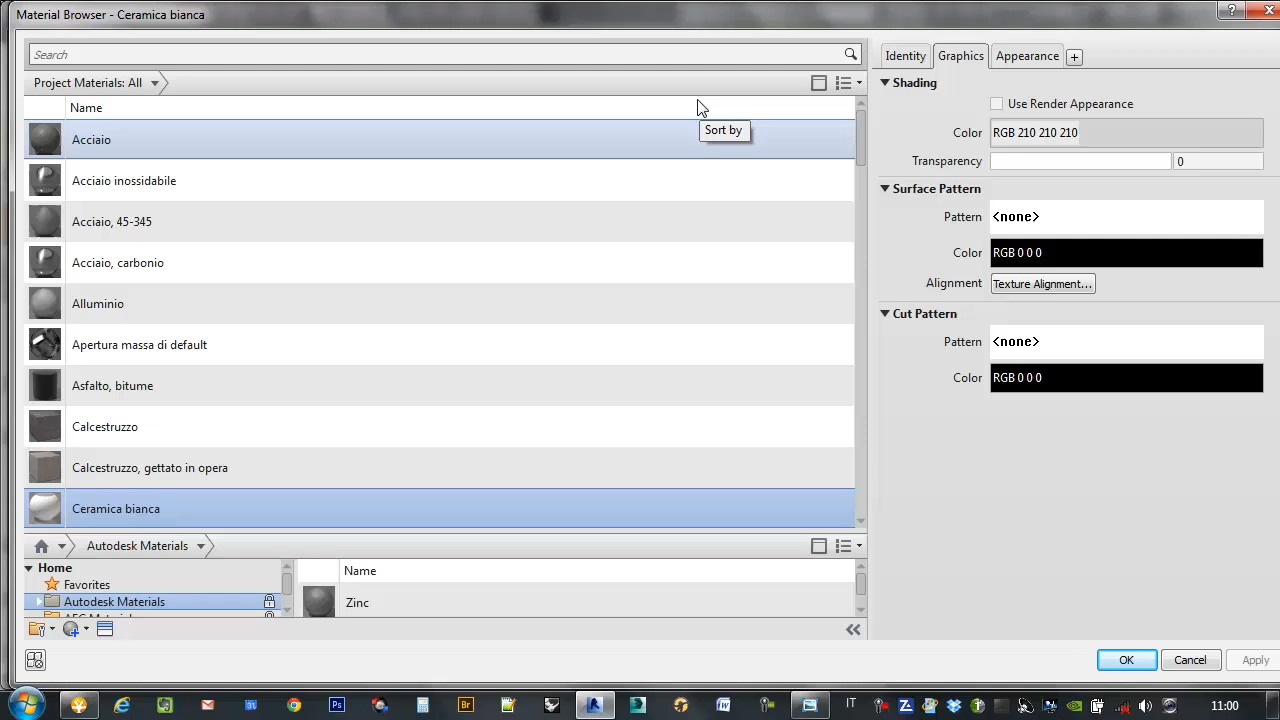 Material Browser - Ceramica bianca
Search
Project Materials: All
Name
Sort by
Acciaio
Acciaio inossidabile
Acciaio, 45-345
Acciaio, carbonio
Alluminio
Apertura massa di default
Asfalto, bitume
Calcestruzzo
Calcestruzzo, gettato in opera
Ceramica bianca
Autodesk Materials
Home
Favorites
Autodesk Materials
Name
Zinc
Identity
Graphics
Appearance
Shading
Use Render Appearance
Color RGB 210 210 210
Transparency 0
Surface Pattern
Pattern <none>
Color RGB 0 0 0
Alignment Texture Alignment...
Cut Pattern
Pattern <none>
Color RGB 0 0 0
OK Cancel Apply
IT
11:00